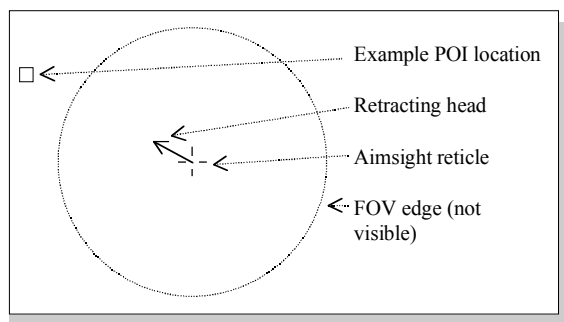 Example POI location
Retracting head
Aimsight reticle
FOV edge (not
visible)